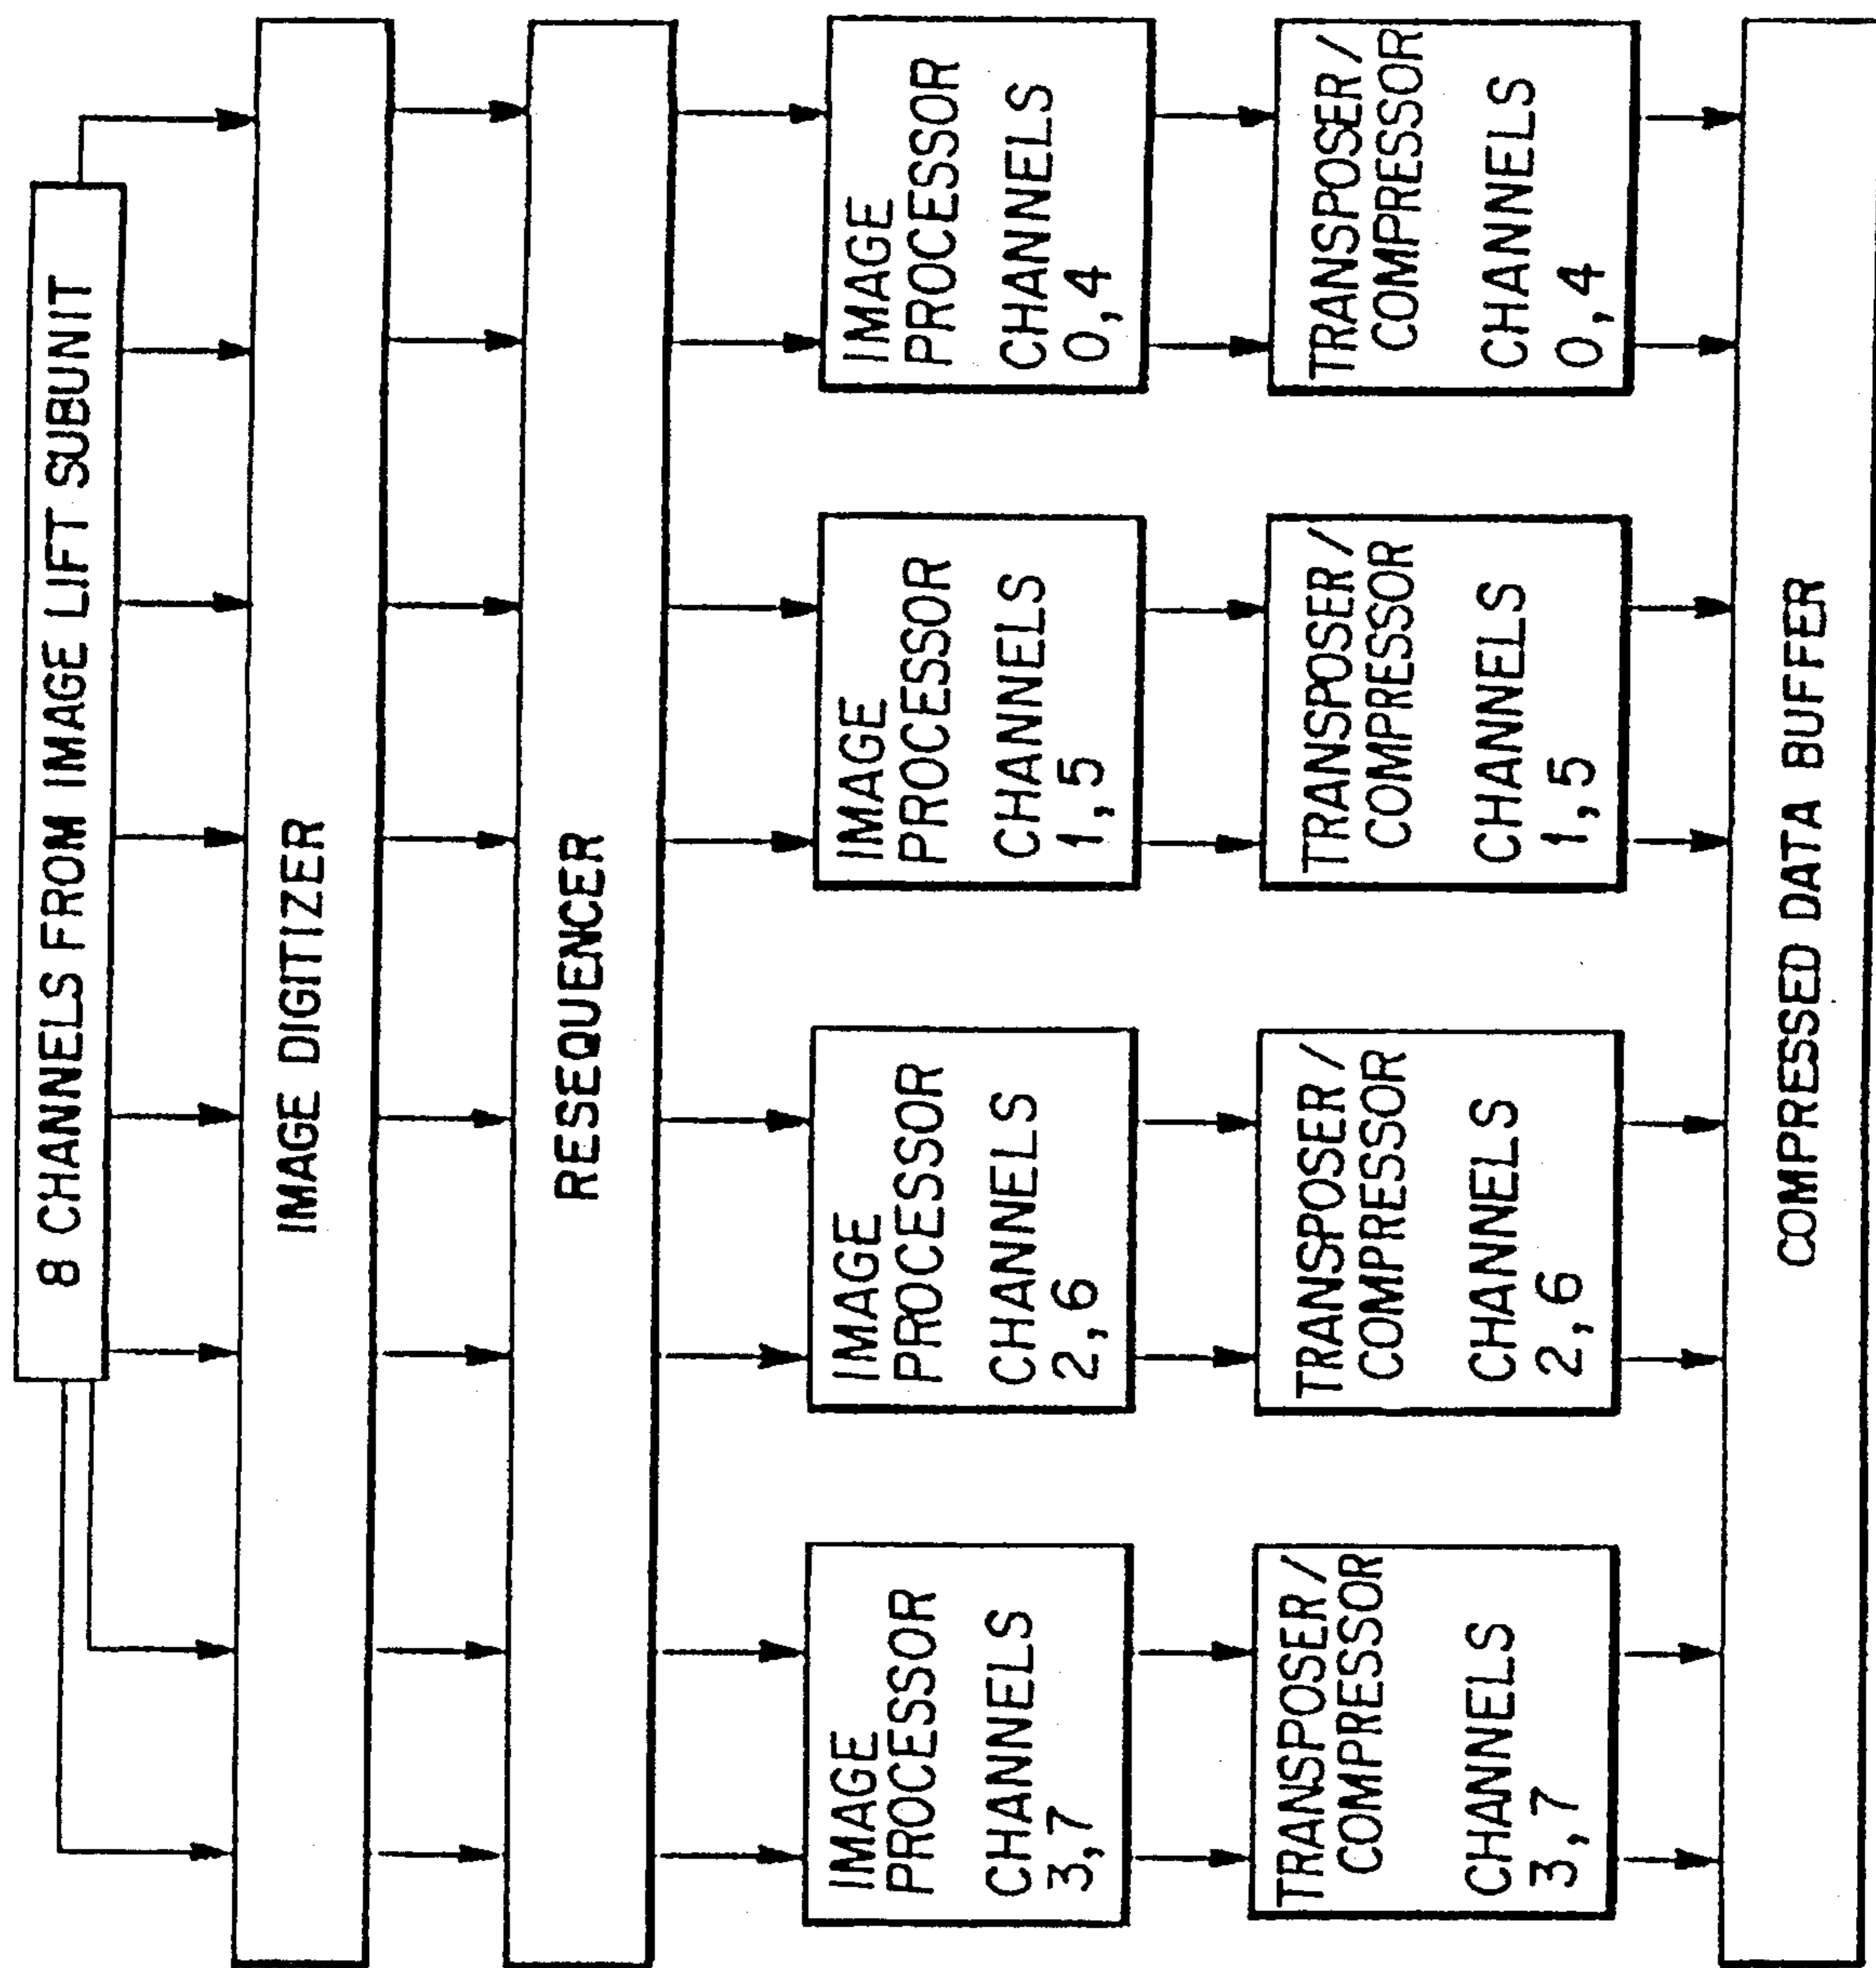 8 CHANNELS FROM IMAGE LIFT SUBUNIT
IMAGE DIGITIZER
RESEQUENCER
IMAGE
PROCESSOR
CHANNELS
3,7
IMAGE
PROCESSOR
CHANNELS
2,6
IMAGE
PROCESSOR
CHANNELS
1,5
IMAGE
PROCESSOR
CHANNELS
0,4
TRANSPOSER/
COMPRESSOR
CHANNELS
3,7
TRANSPOSER/
COMPRESSOR
CHANNELS
2,6
TRANSPOSER/
COMPRESSOR
CHANNELS
1,5
TRANSPOSER/
COMPRESSOR
CHANNELS
0,4
COMPRESSED DATA BUFFER